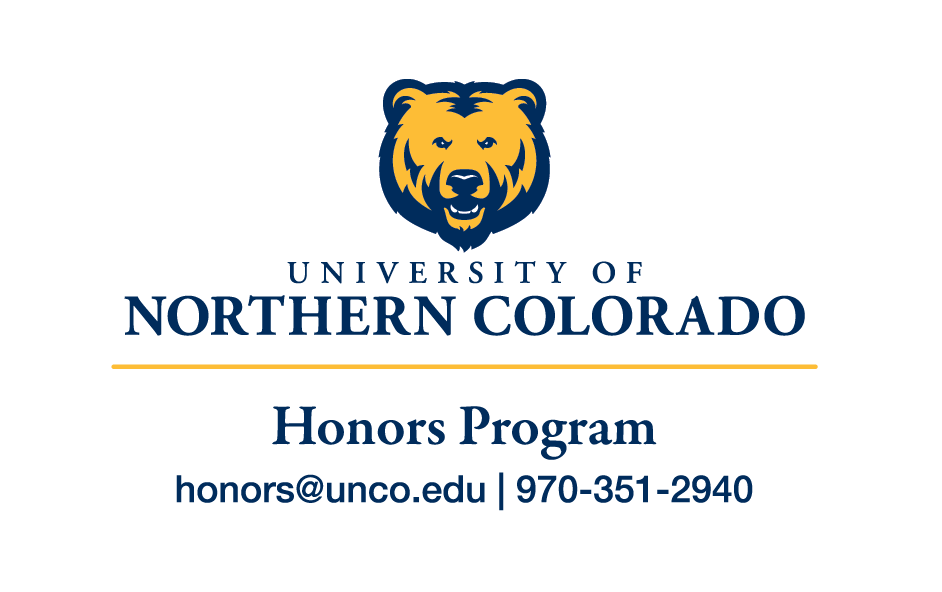 UNIVERSITY OF
NORTHERN COLORADO
Honors Program
honors@unco.edu | 970-351-2940